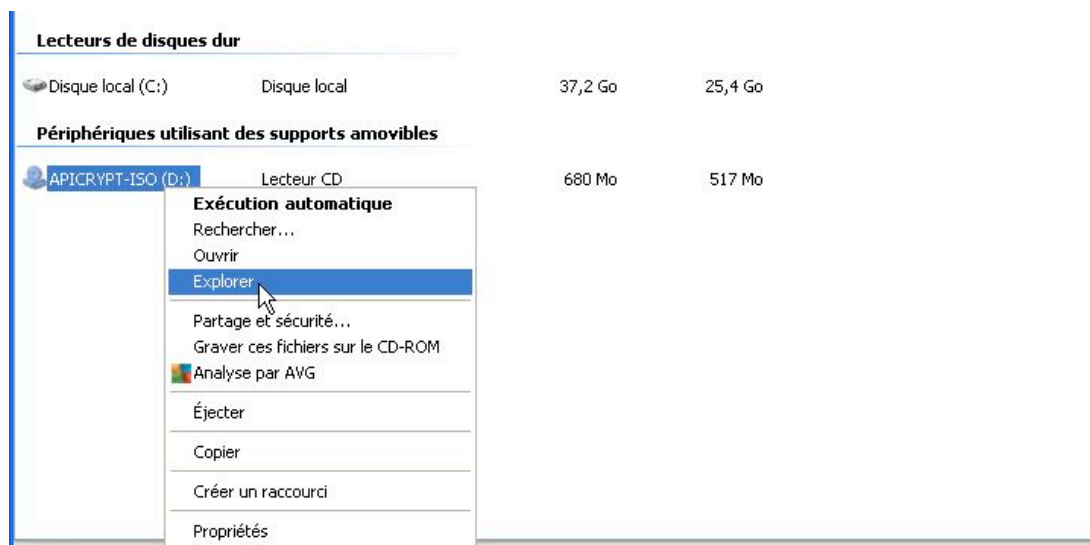 Lecteurs de disques dur
Disque local (C:) Disque local 37,2 Go 25,4 Go
Périphériques utilisant des supports amovibles
APICRYPT-ISO (D:) Lecteur CD 680 Mo 517 Mo
Exécution automatique
Rechercher...
Ouvrir
Explorer
Partage et sécurité...
Graver ces fichiers sur le CD-ROM
Analyse par AVG
Éjecter
Copier
Créer un raccourci
Propriétés